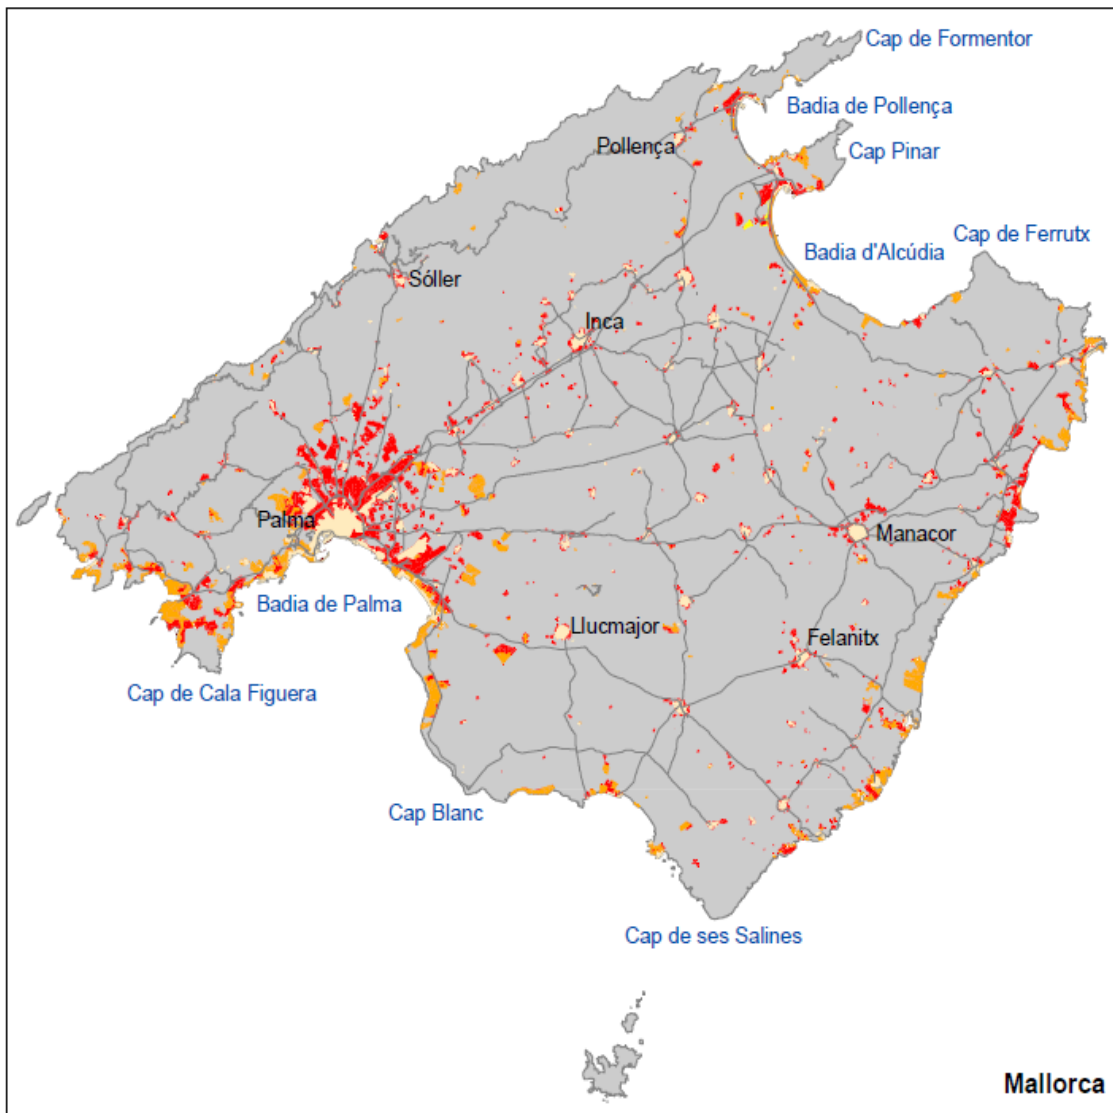 Cap de Formentor
Badia de Pollença
Pollença
Cap Pinar
Cap de Ferrutx
Badia d'Alcúdia
Sóller
Inca
Palma
Manacor
Badia de Palma
Llucmajor
Felanitx
Cap de Cala Figuera
Cap Blanc
Cap de ses Salines
Mallorca